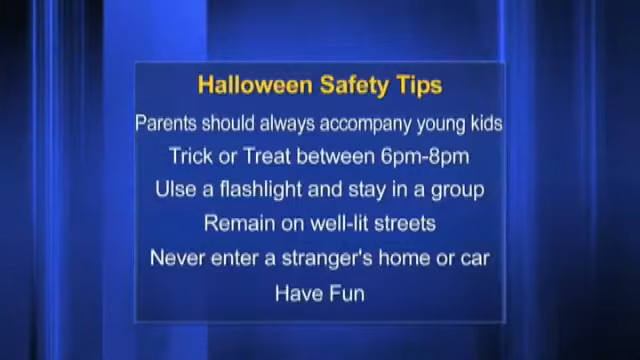 Halloween Safety Tips
Parents should always accompany young kids
Trick or Treat between 6pm-8pm
Ulse a flashlight and stay in a group
Remain on well-lit streets
Never enter a stranger's home or car
Have Fun